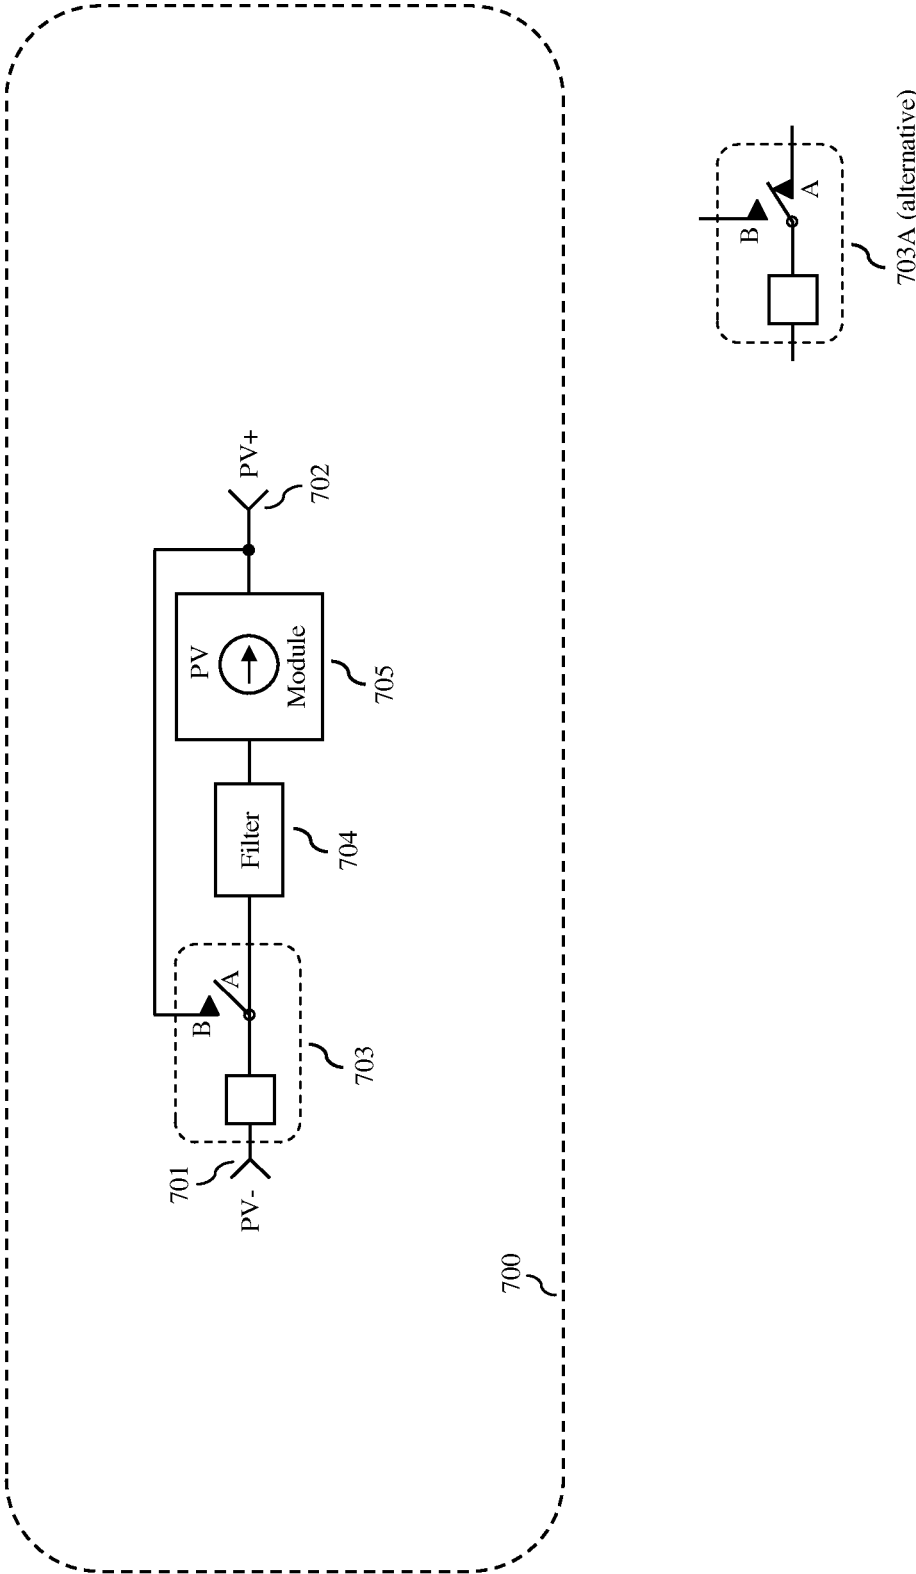 PV-
701
B
A
703
Filter
704
PV
Module
705
PV+
702
700
B
A
703A (alternative)